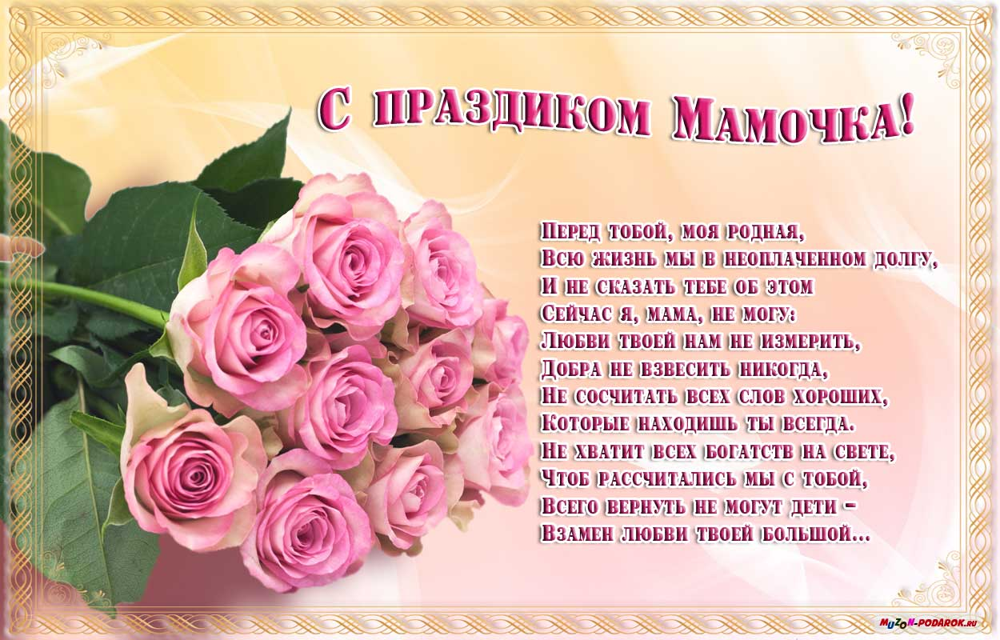 С праздиком Мамочка!
Перед тобой, моя родная,
Всю жизнь мы в неоплаченном долгу,
И не сказать тебе об этом
Сейчас я, мама, не могу:
Любви твоей нам не измерить,
Добра не взвесить никогда,
Не сосчитать всех слов хороших,
Которые находишь ты всегда.
Не хватит всех богатств на свете,
Чтоб рассчитались мы с тобой,
Всего вернуть не могут дети –
Взамен любви твоей большой...
MuZoN-podarok.ru